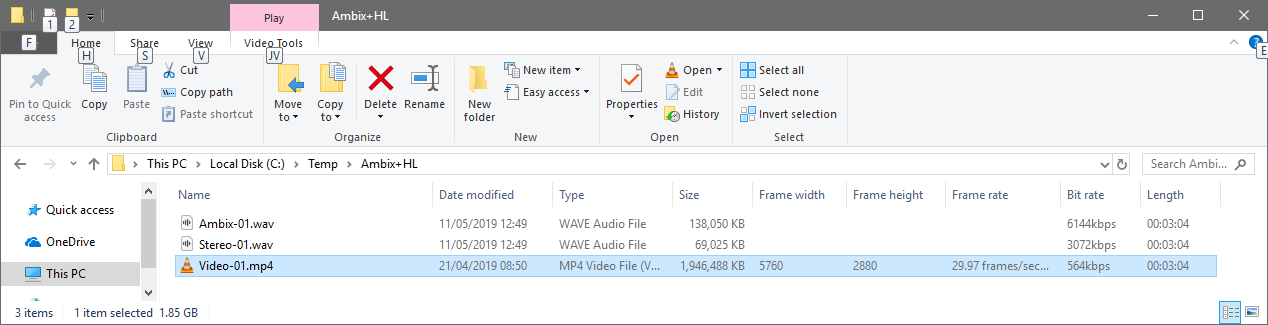 1 2 Play Ambix+HL
F Home Share View Video Tools
H S V JV E
Pin to Quick access
Copy
Paste
Cut
Copy path
Paste shortcut
Clipboard
Move to
Copy to
Delete
Rename
Organize
New folder
New item
Easy access
New
Properties
Open
Edit
History
Open
Select all
Select none
Invert selection
Select
This PC Local Disk (C:) Temp Ambix+HL Search Ambi...
Quick access
OneDrive
This PC
Name Date modified Type Size Frame width Frame height Frame rate Bit rate Length
Ambix-01.wav 11/05/2019 12:49 WAVE Audio File 138,050 KB 6144kbps 00:03:04
Stereo-01.wav 11/05/2019 12:49 WAVE Audio File 69,025 KB 3072kbps 00:03:04
Video-01.mp4 21/04/2019 08:50 MP4 Video File (V... 1,946,488 KB 5760 2880 29.97 frames/sec... 564kbps 00:03:04
3 items 1 item selected 1.85 GB